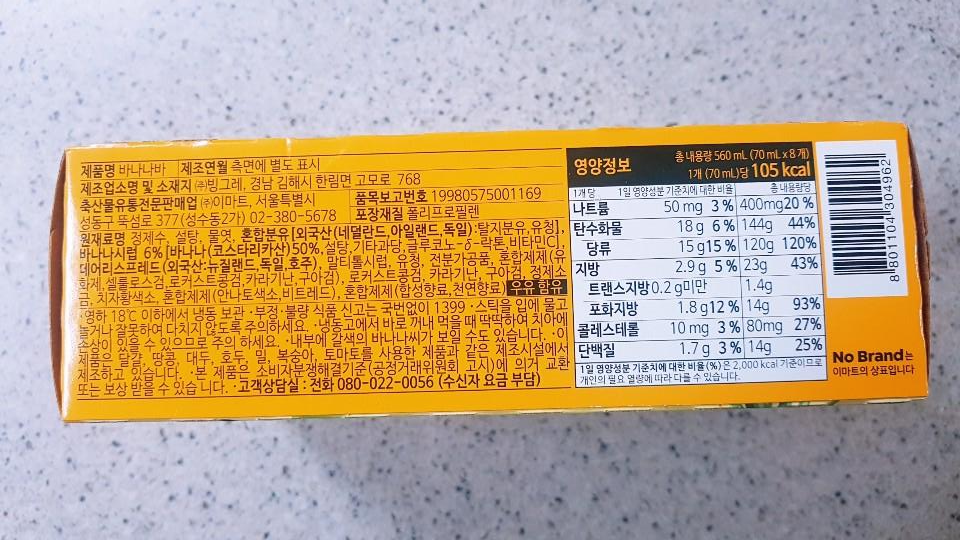 제품명 바나나바 제조연월 측면에 별도 표시
제조업소명 및 소재지 ㈜빙그레, 경남 김해시 한림면 고모로 768
축산물유통전문판매업 ㈜이마트, 서울특별시
성동구 뚝섬로 377 (성수동2가) 02-380-5678
품목보고번호 19980575001169
포장재질 폴리프로필렌
원재료명 정제수, 설탕, 물엿, 혼합분유[외국산(네덜란드,아일랜드,독일):탈지분유,유청],
바나나시럽 6% [바나나(코스타리카산)50%, 설탕, 기타과당, 글루코노-δ-락톤, 비타민C],
데어리스프레드(외국산:뉴질랜드,독일,호주), 맘티톨시럽, 유청, 전분가공품, 혼합제제(유
화제, 셀룰로스검, 로커스트콩검, 카라기난, 구아검), 로커스트콩검, 카라기난, 구아검, 정제소
금, 치자황색소, 혼합제제(안나토색소,비트레드), 혼합제제(합성향료,천연향료) 우유 함유
·영하 18℃ 이하에서 냉동 보관 ·부정·불량 식품 신고는 국번없이 1399 ·스틱을 입에 물고
놀거나 잘못하여 다치지 않도록 주의하세요. ·냉동고에서 바로 꺼내 먹을 때 딱딱하여 치아에
손상이 있을 수 있으므로 주의 하세요. ·내부에 갈색의 바나나씨가 보일 수도 있습니다. ·이
제품은 알류, 땅콩, 대두, 호두, 밀, 복숭아, 토마토를 사용한 제품과 같은 제조시설에서
제조하고 있습니다. ·본 제품은 소비자분쟁해결기준(공정거래위원회 고시)에 의거 교환
또는 보상 받을 수 있습니다. ·고객상담실 : 전화 080-022-0056 (수신자 요금 부담)
영양정보
총 내용량 560 mL (70 mL x 8개)
1개 (70 mL)당 105 kcal
1개당 1일 영양성분 기준치에 대한 비율 총 내용량당
나트륨 50 mg 3 % 400mg 20 %
탄수화물 18 g 6 % 144g 44%
당류 15 g 15 % 120g 120%
지방 2.9 g 5 % 23g 43%
트랜스지방 0.2 g미만 1.4g
포화지방 1.8 g 12 % 14g 93%
콜레스테롤 10 mg 3 % 80mg 27%
단백질 1.7 g 3 % 14g 25%
1일 영양성분 기준치에 대한 비율(%)은 2,000 kcal 기준이므로
개인의 필요 열량에 따라 다를 수 있습니다.
8 801104 304962
No Brand는
이마트의 상표입니다